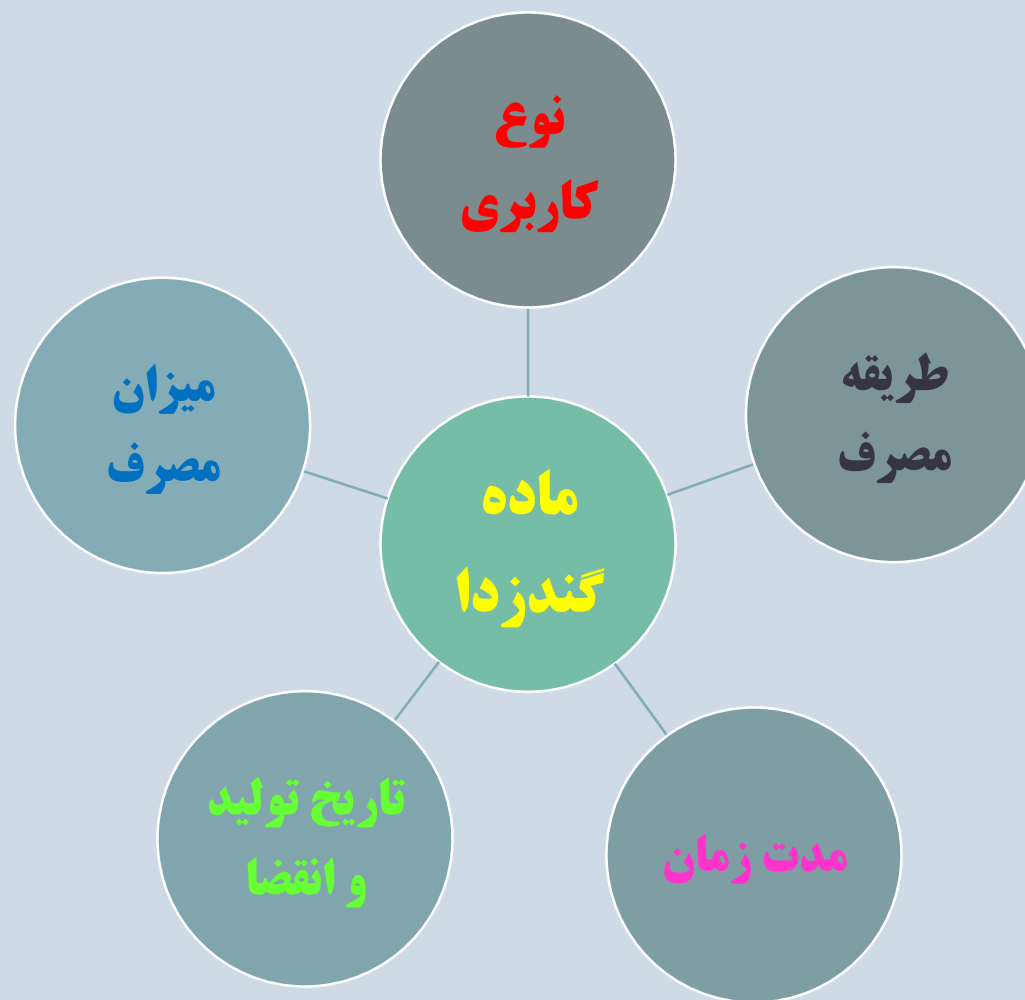 نوع
کاربری
طریقه
مصرف
میزان
مصرف
ماده
گندزدا
مدت زمان
تاریخ تولید
و انقضا